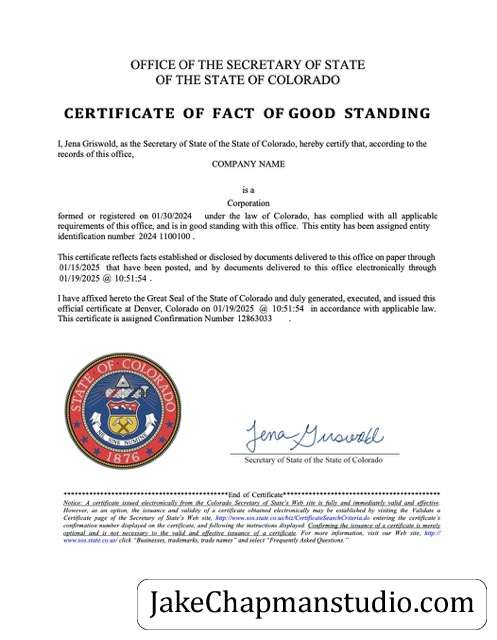 OFFICE OF THE SECRETARY OF STATE
OF THE STATE OF COLORADO
CERTIFICATE OF FACT OF GOOD STANDING
I, Jena Griswold, as the Secretary of State of the State of Colorado, hereby certify that, according to the
records of this office,
COMPANY NAME
is a
Corporation
formed or registered on 01/30/2024 under the law of Colorado, has complied with all applicable
requirements of this office, and is in good standing with this office. This entity has been assigned entity
identification number 2024 1100100 .
This certificate reflects facts established or disclosed by documents delivered to this office on paper through
01/15/2025 that have been posted, and by documents delivered to this office electronically through
01/19/2025 @ 10:51:54 .
I have affixed hereto the Great Seal of the State of Colorado and duly generated, executed, and issued this
official certificate at Denver, Colorado on 01/19/2025 @ 10:51:54 in accordance with applicable law.
This certificate is assigned Confirmation Number 12863033 .
STATE OF COLORADO
NIL SINE NUMINE
1876
Jena Griswold
Secretary of State of the State of Colorado
*********************************************End of Certificate*******************************************
Notice: A certificate issued electronically from the Colorado Secretary of State's Web site is fully and immediately valid and effective.
However, as an option, the issuance and validity of a certificate obtained electronically may be established by visiting the Validate a
Certificate page of the Secretary of State's Web site, http://www.sos.state.co.us/biz/CertificateSearchCriteria.do entering the certificate's
confirmation number displayed on the certificate, and following the instructions displayed. Confirming the issuance of a certificate is merely
optional and is not necessary to the valid and effective issuance of a certificate. For more information, visit our Web site, http://
www.sos.state.co.us/ click "Businesses, trademarks, trade names" and select "Frequently Asked Questions."
JakeChapmanstudio.com